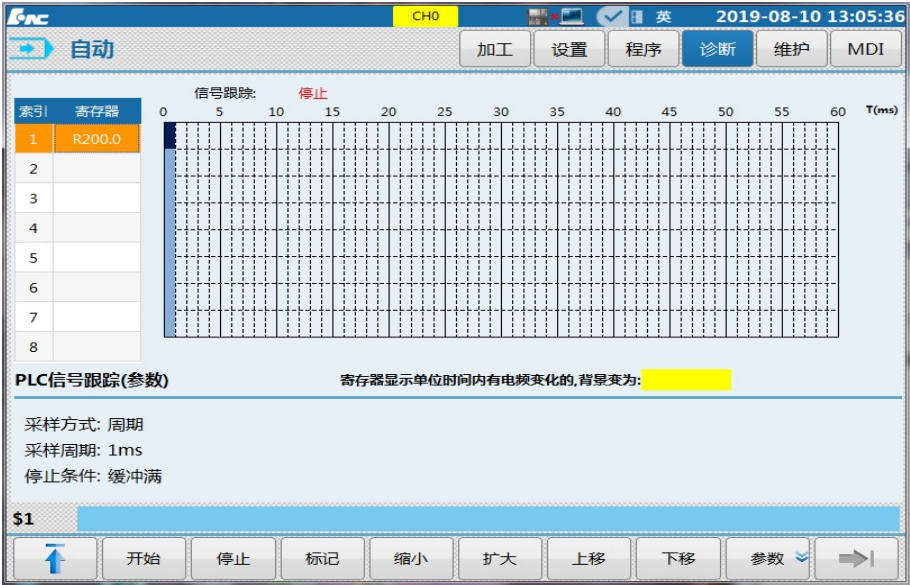 HNC CH0 英 2019-08-10 13:05:36
自动 加工 设置 程序 诊断 维护 MDI
信号跟踪: 停止
索引 寄存器 0 5 10 15 20 25 30 35 40 45 50 55 60 T(ms)
1 R200.0
2
3
4
5
6
7
8
PLC信号跟踪(参数) 寄存器显示单位时间内有电频变化的,背景变为:
采样方式: 周期
采样周期: 1ms
停止条件: 缓冲满
$1
开始 停止 标记 缩小 扩大 上移 下移 参数